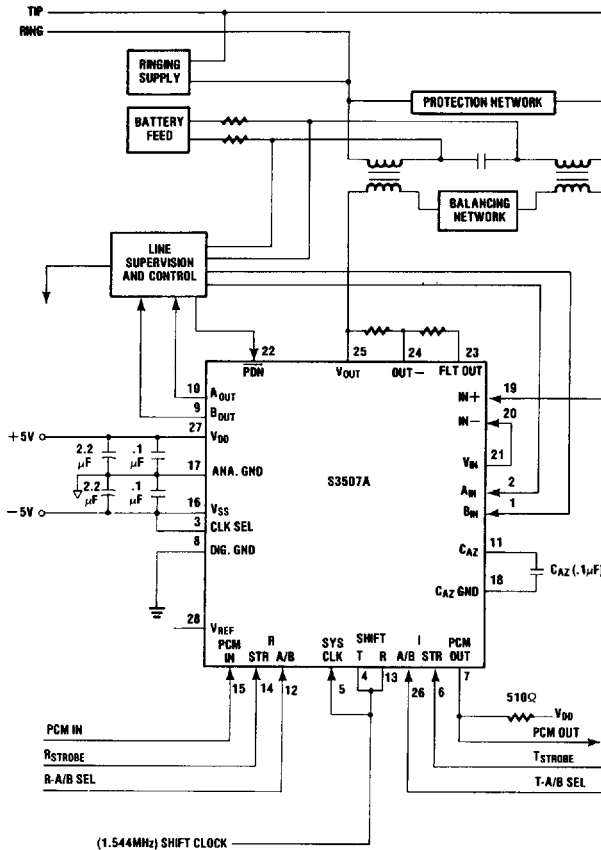 TIP
RING
RINGING
SUPPLY
PROTECTION NETWORK
BATTERY
FEED
BALANCING
NETWORK
LINE
SUPERVISION
AND CONTROL
22
25
24
23
PDN
VOUT
OUT−
FLT OUT
10
AOUT
IN+
19
9
BOUT
IN−
20
+5V
27
VDD
2.2
µF
.1
µF
VIN
21
17
ANA. GND
S3507A
AIN
2
2.2
µF
.1
µF
BIN
1
−5V
16
VSS
3
CLK SEL
CAZ
11
8
DIG. GND
CAZ (.1µF)
CAZ GND
18
28
VREF
PCM
IN
R
STR A/B
SYS
CLK
SHIFT
T R
I
A/B STR
PCM
OUT
15
14
12
5
4
13
26
6
7
510Ω
VDD
PCM IN
PCM OUT
RSTROBE
TSTROBE
R-A/B SEL
T-A/B SEL
(1.544MHz) SHIFT CLOCK